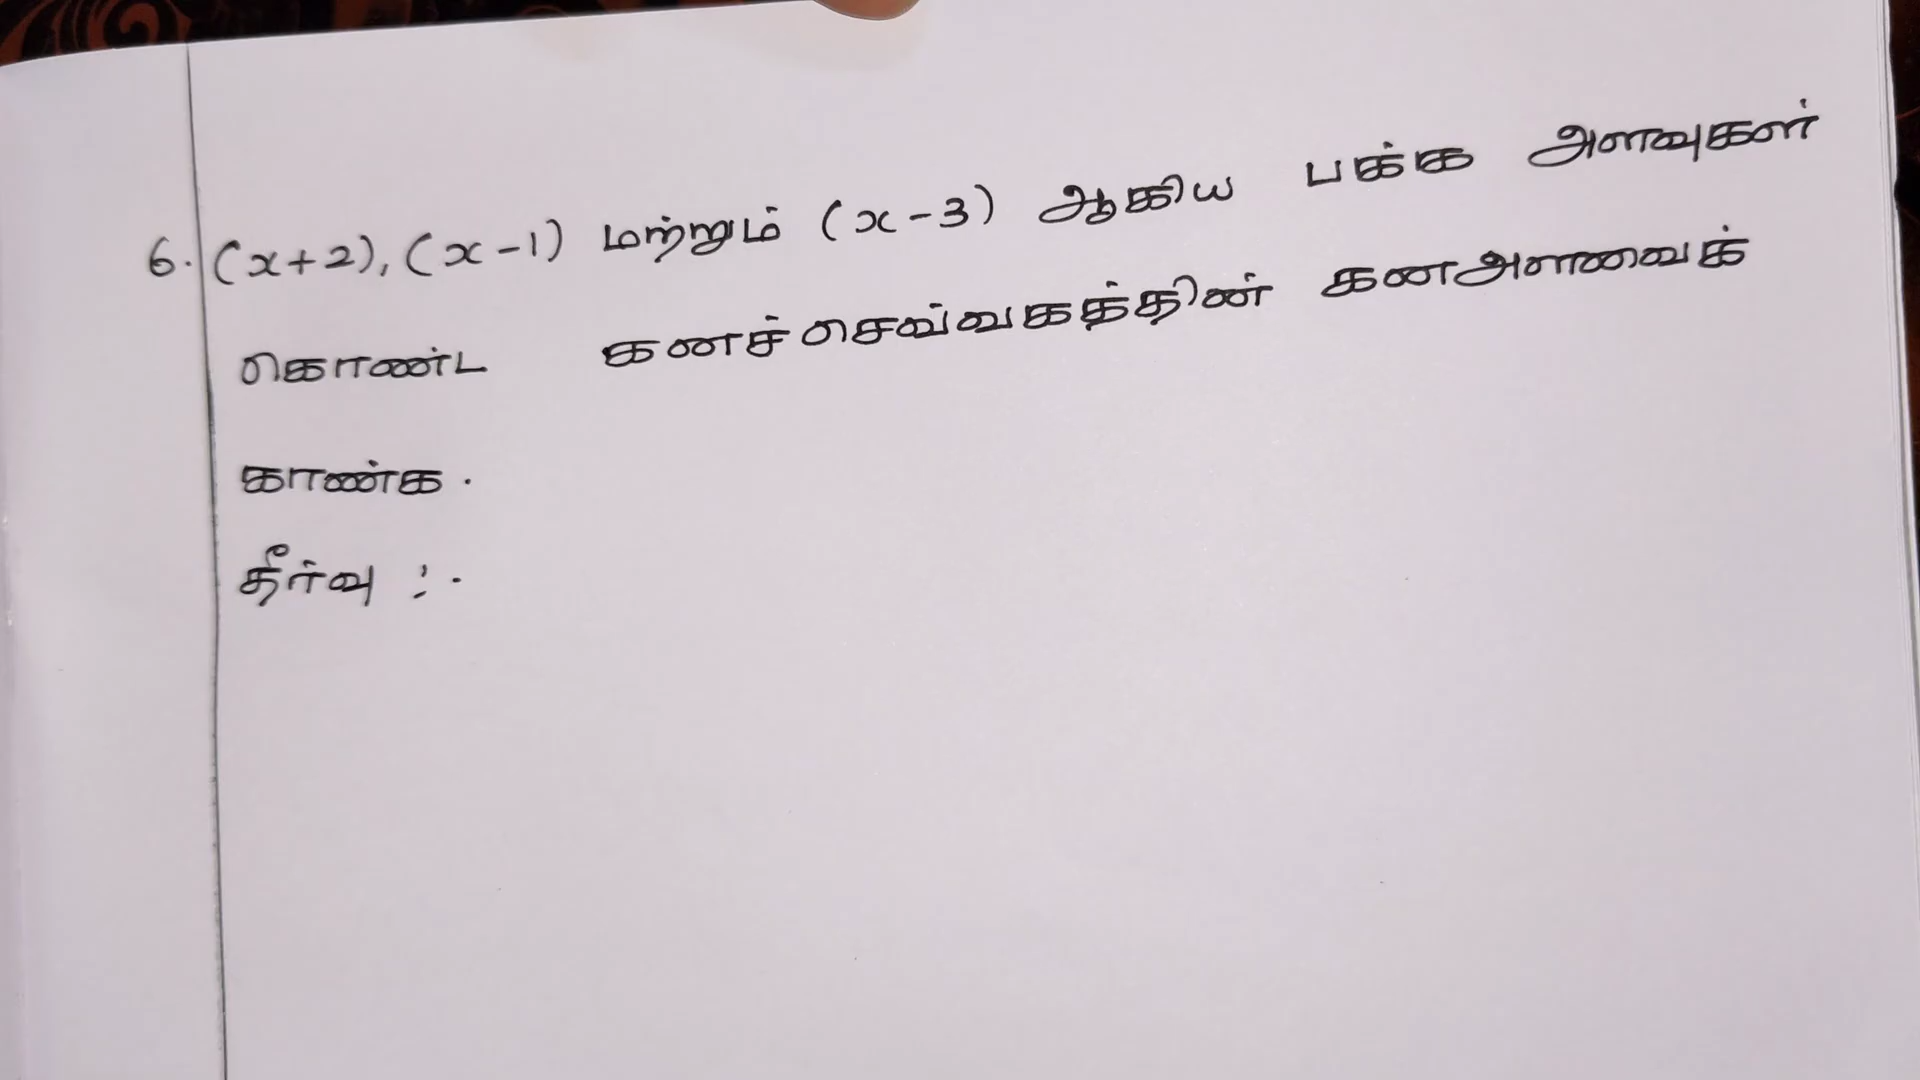 6. (x+2), (x-1) மற்றும் (x-3) ஆகிய பக்க அளவுகள்
கொண்ட கனச்செவ்வகத்தின் கனஅளவைக்
காண்க.
தீர்வு :.